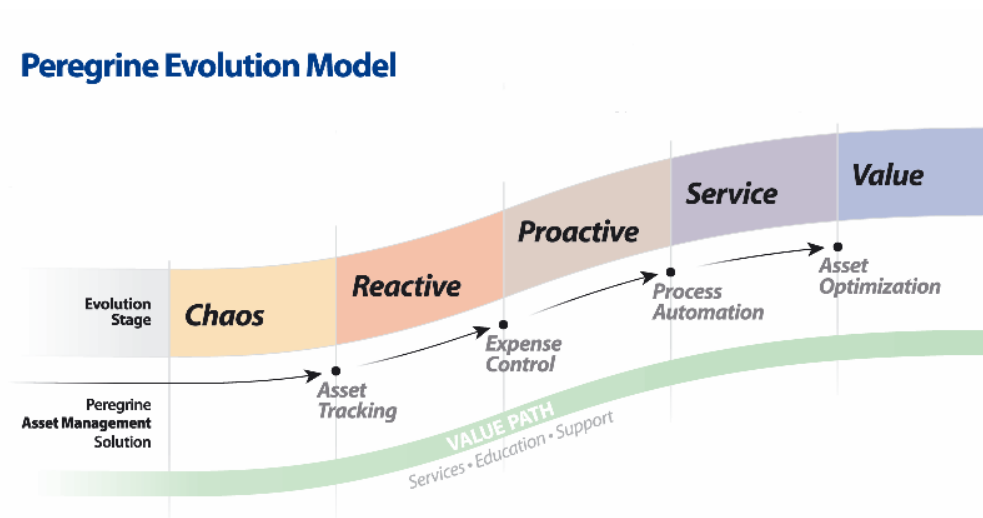 Peregrine Evolution Model
Evolution
Stage
Chaos
Reactive
Proactive
Service
Value
Peregrine
Asset Management
Solution
Asset
Tracking
Expense
Control
Process
Automation
Asset
Optimization
VALUE PATH
Services • Education • Support